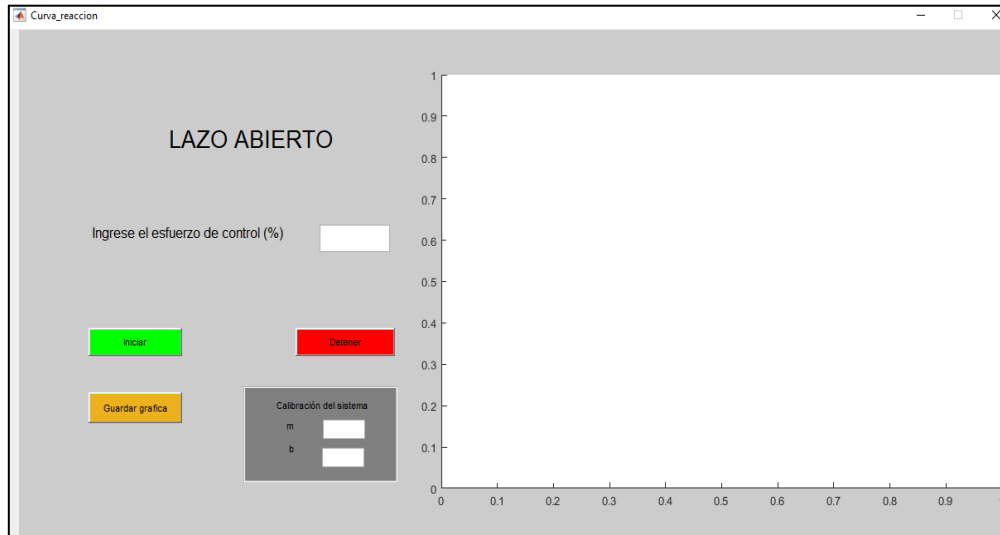 Curva_reaccion
LAZO ABIERTO
Ingrese el esfuerzo de control (%)
Iniciar
Detener
Guardar grafica
Calibración del sistema
m
b
1
0.9
0.8
0.7
0.6
0.5
0.4
0.3
0.2
0.1
0
0 0.1 0.2 0.3 0.4 0.5 0.6 0.7 0.8 0.9